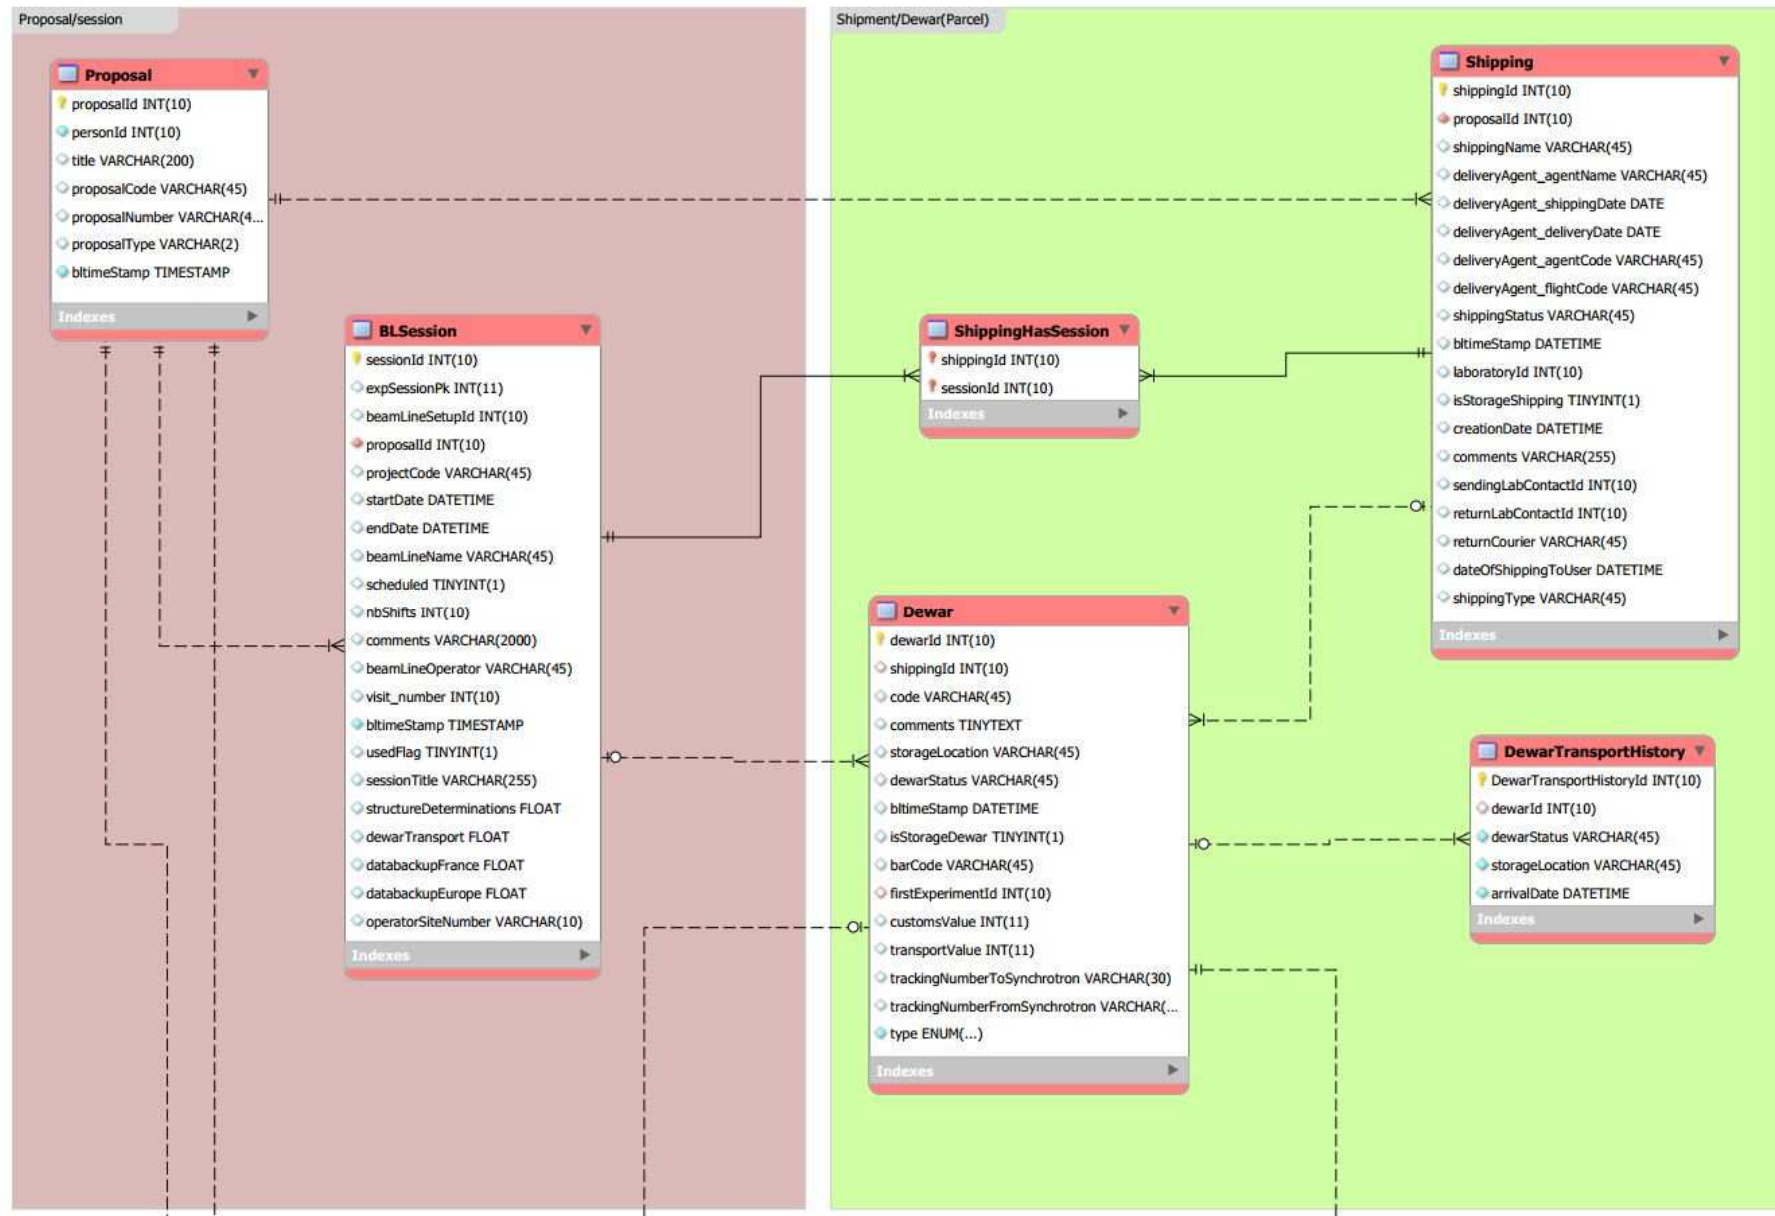 Proposal/session
Proposal
proposalId INT(10)
personId INT(10)
title VARCHAR(200)
proposalCode VARCHAR(45)
proposalNumber VARCHAR(4...
proposalType VARCHAR(2)
bltimeStamp TIMESTAMP
Indexes
BLSession
sessionId INT(10)
expSessionPk INT(11)
beamLineSetupId INT(10)
proposalId INT(10)
projectCode VARCHAR(45)
startDate DATETIME
endDate DATETIME
beamLineName VARCHAR(45)
scheduled TINYINT(1)
nbShifts INT(10)
comments VARCHAR(2000)
beamLineOperator VARCHAR(45)
visit_number INT(10)
bltimeStamp TIMESTAMP
usedFlag TINYINT(1)
sessionTitle VARCHAR(255)
structureDeterminations FLOAT
dewarTransport FLOAT
databackupFrance FLOAT
databackupEurope FLOAT
operatorSiteNumber VARCHAR(10)
Indexes
Shipment/Dewar(Parcel)
ShippingHasSession
shippingId INT(10)
sessionId INT(10)
Indexes
Dewar
dewarId INT(10)
shippingId INT(10)
code VARCHAR(45)
comments TINYTEXT
storageLocation VARCHAR(45)
dewarStatus VARCHAR(45)
bltimeStamp DATETIME
isStorageDewar TINYINT(1)
barCode VARCHAR(45)
firstExperimentId INT(10)
customsValue INT(11)
transportValue INT(11)
trackingNumberToSynchrotron VARCHAR(30)
trackingNumberFromSynchrotron VARCHAR(...
type ENUM(...)
Indexes
Shipping
shippingId INT(10)
proposalId INT(10)
shippingName VARCHAR(45)
deliveryAgent_agentName VARCHAR(45)
deliveryAgent_shippingDate DATE
deliveryAgent_deliveryDate DATE
deliveryAgent_agentCode VARCHAR(45)
deliveryAgent_flightCode VARCHAR(45)
shippingStatus VARCHAR(45)
bltimeStamp DATETIME
laboratoryId INT(10)
isStorageShipping TINYINT(1)
creationDate DATETIME
comments VARCHAR(255)
sendingLabContactId INT(10)
returnLabContactId INT(10)
returnCourier VARCHAR(45)
dateOfShippingToUser DATETIME
shippingType VARCHAR(45)
Indexes
DewarTransportHistory
DewarTransportHistoryId INT(10)
dewarId INT(10)
dewarStatus VARCHAR(45)
storageLocation VARCHAR(45)
arrivalDate DATETIME
Indexes